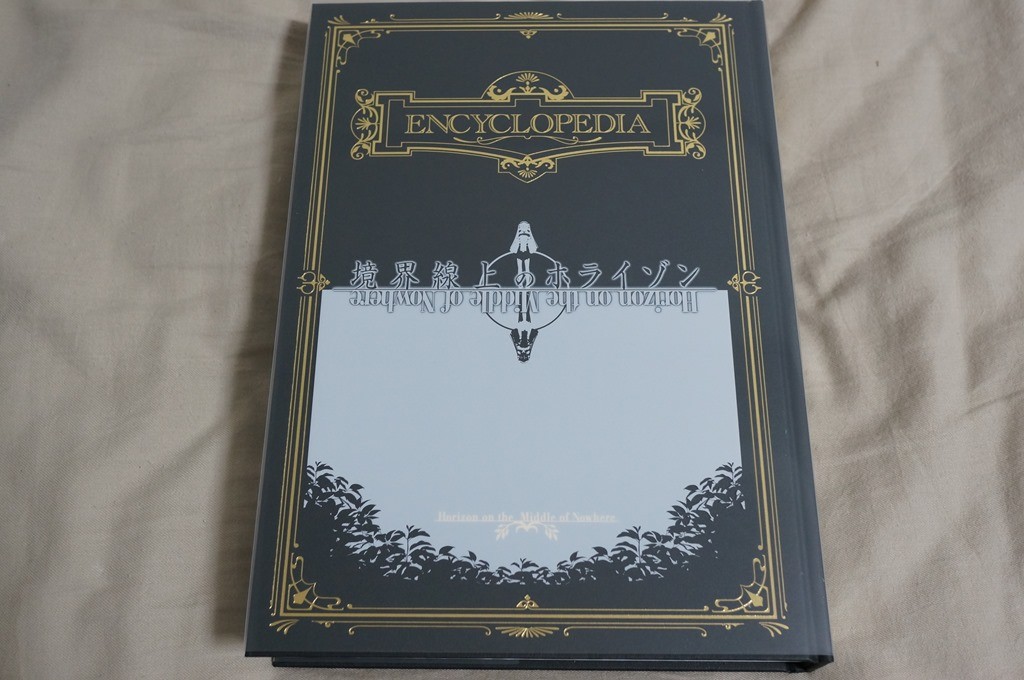 ENCYCLOPEDIA
境界線上のホライゾン
Horizon on the Middle of Nowhere
Horizon on the Middle of Nowhere